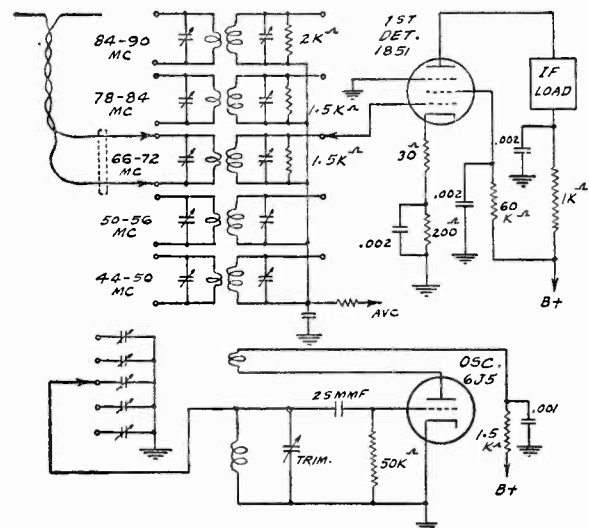 84-90
MC
2K Ω
78-84
MC
1.5K Ω
66-72
MC
1.5K Ω
50-56
MC
44-50
MC
AVC
1ST
DET.
1851
IF
LOAD
30 Ω
.002
200 Ω
.002
60
K Ω
.002
1K Ω
B+
OSC.
6J5
25MMF
TRIM.
50K Ω
1.5
K Ω
.001
B+